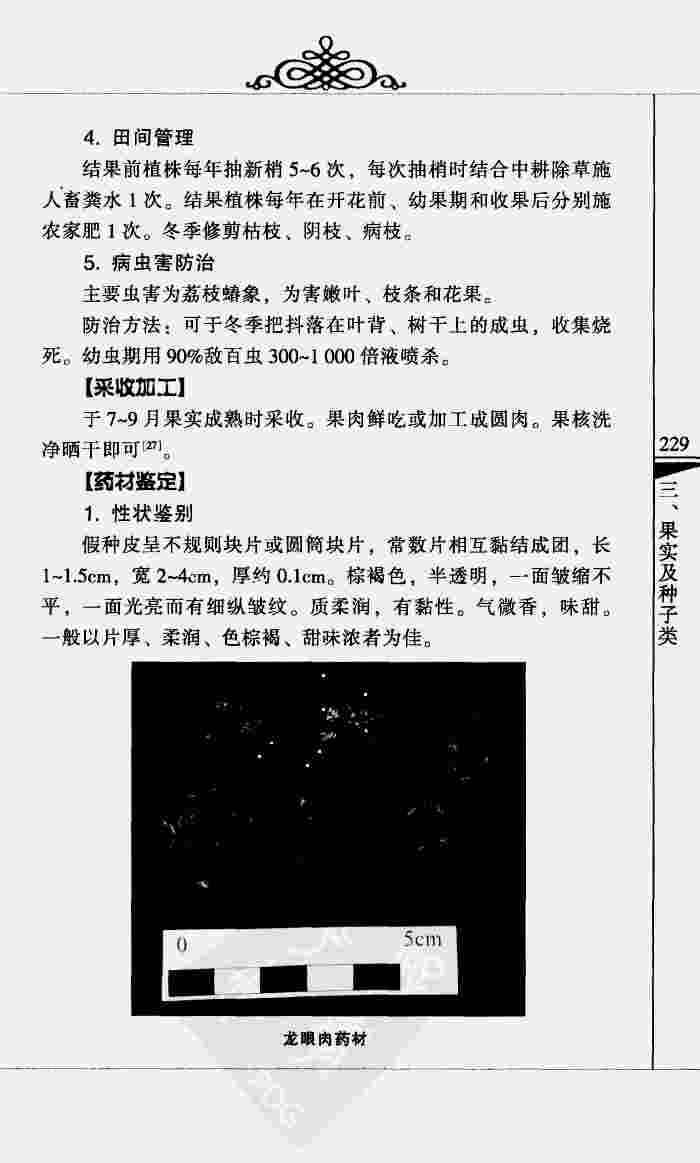 4. 田间管理
结果前植株每年抽新梢 5~6 次，每次抽梢时结合中耕除草施
人畜粪水 1 次。结果植株每年在开花前、幼果期和收果后分别施
农家肥 1 次。冬季修剪枯枝、阴枝、病枝。
5. 病虫害防治
主要虫害为荔枝蝽象，为害嫩叶、枝条和花果。
防治方法：可于冬季把抖落在叶背、树干上的成虫，收集烧
死。幼虫期用 90%敌百虫 300~1 000 倍液喷杀。
【采收加工】
于 7~9 月果实成熟时采收。果肉鲜吃或加工成圆肉。果核洗
净晒干即可[27]。
【药材鉴定】
1. 性状鉴别
假种皮呈不规则块片或圆筒块片，常数片相互黏结成团，长
1~1.5cm，宽 2~4cm，厚约 0.1cm。棕褐色，半透明，一面皱缩不
平，一面光亮而有细纵皱纹。质柔润，有黏性。气微香，味甜。
一般以片厚、柔润、色棕褐、甜味浓者为佳。
0 5cm
龙眼肉药材
229
三、果实及种子类
PDG